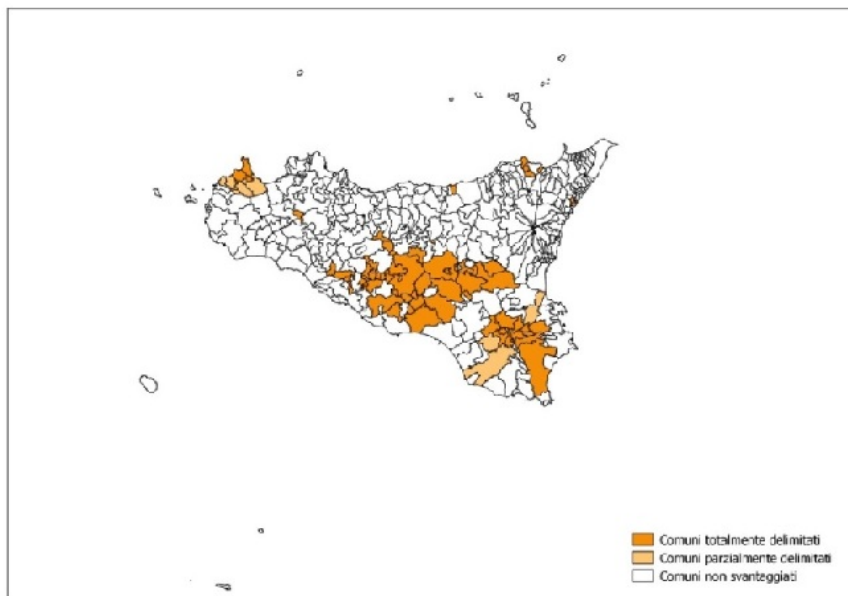 Comuni totalmente delimitati
Comuni parzialmente delimitati
Comuni non svantaggiati